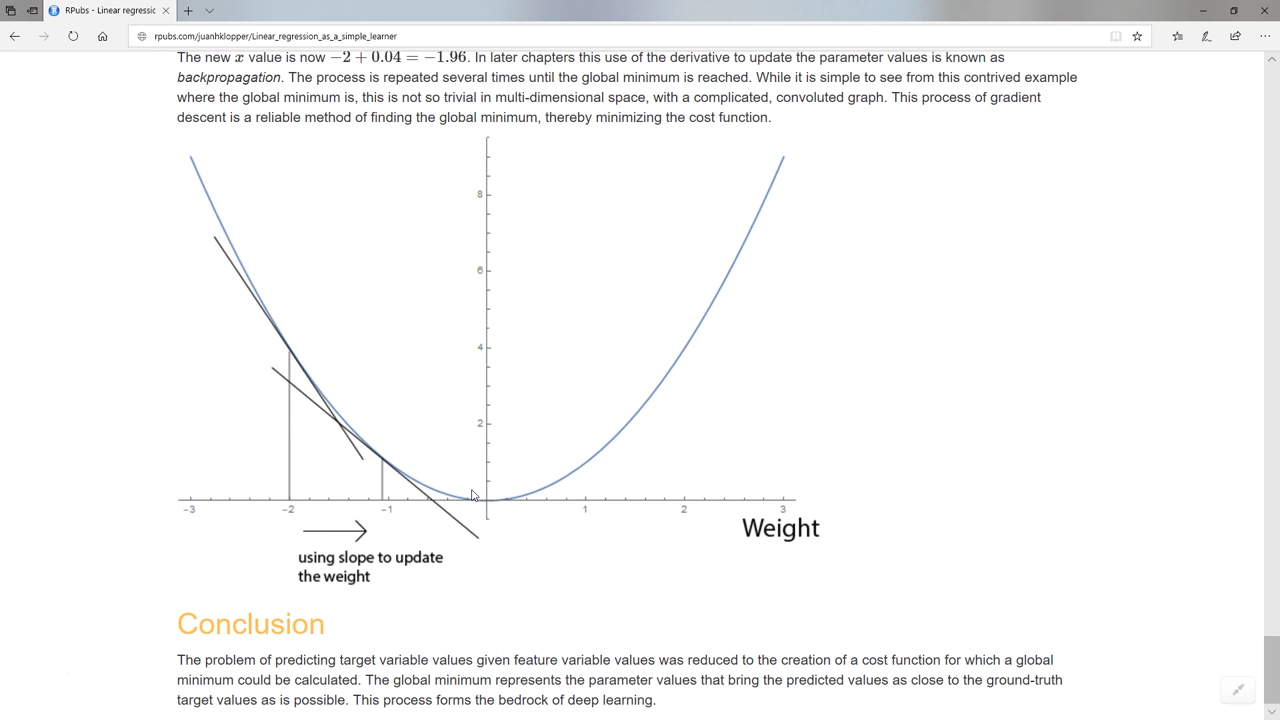 RPubs - Linear regressic
rpubs.com/juanhklopper/Linear_regression_as_a_simple_learner
The new x value is now −2 + 0.04 = −1.96. In later chapters this use of the derivative to update the parameter values is known as
backpropagation. The process is repeated several times until the global minimum is reached. While it is simple to see from this contrived example
where the global minimum is, this is not so trivial in multi-dimensional space, with a complicated, convoluted graph. This process of gradient
descent is a reliable method of finding the global minimum, thereby minimizing the cost function.
8
6
4
2
-3 -2 -1 1 2 3
Weight
using slope to update
the weight
Conclusion
The problem of predicting target variable values given feature variable values was reduced to the creation of a cost function for which a global
minimum could be calculated. The global minimum represents the parameter values that bring the predicted values as close to the ground-truth
target values as is possible. This process forms the bedrock of deep learning.